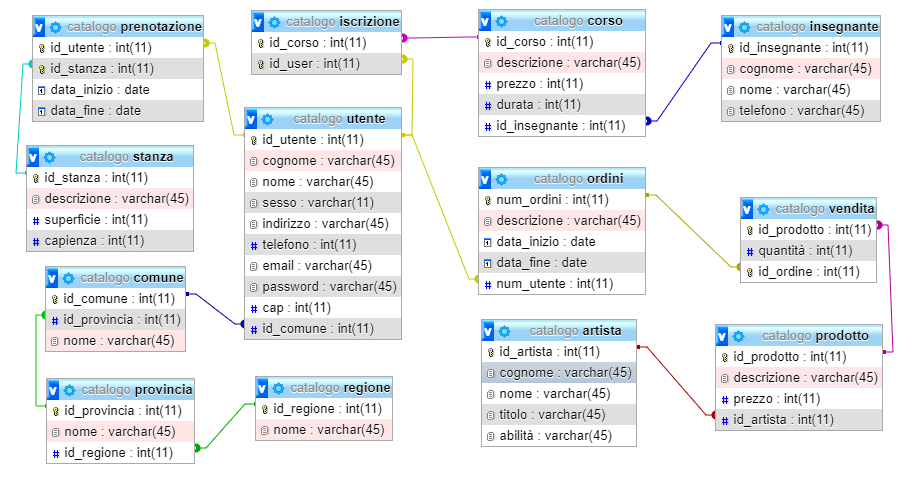 catalogo prenotazione
id_utente : int(11)
id_stanza : int(11)
data_inizio : date
data_fine : date
catalogo stanza
id_stanza : int(11)
descrizione : varchar(45)
superficie : int(11)
capienza : int(11)
catalogo comune
id_comune : int(11)
id_provincia : int(11)
nome : varchar(45)
catalogo provincia
id_provincia : int(11)
nome : varchar(45)
id_regione : int(11)
catalogo iscrizione
id_corso : int(11)
id_user : int(11)
catalogo utente
id_utente : int(11)
cognome : varchar(45)
nome : varchar(45)
sesso : varchar(11)
indirizzo : varchar(45)
telefono : int(11)
email : varchar(45)
password : varchar(45)
cap : int(11)
id_comune : int(11)
catalogo regione
id_regione : int(11)
nome : varchar(45)
catalogo corso
id_corso : int(11)
descrizione : varchar(45)
prezzo : int(11)
durata : int(11)
id_insegnante : int(11)
catalogo ordini
num_ordini : int(11)
descrizione : varchar(45)
data_inizio : date
data_fine : date
num_utente : int(11)
catalogo artista
id_artista : int(11)
cognome : varchar(45)
nome : varchar(45)
titolo : varchar(45)
abilità : varchar(45)
catalogo insegnante
id_insegnante : int(11)
cognome : varchar(45)
nome : varchar(45)
telefono : varchar(45)
catalogo vendita
id_prodotto : int(11)
quantità : int(11)
id_ordine : int(11)
catalogo prodotto
id_prodotto : int(11)
descrizione : varchar(45)
prezzo : int(11)
id_artista : int(11)